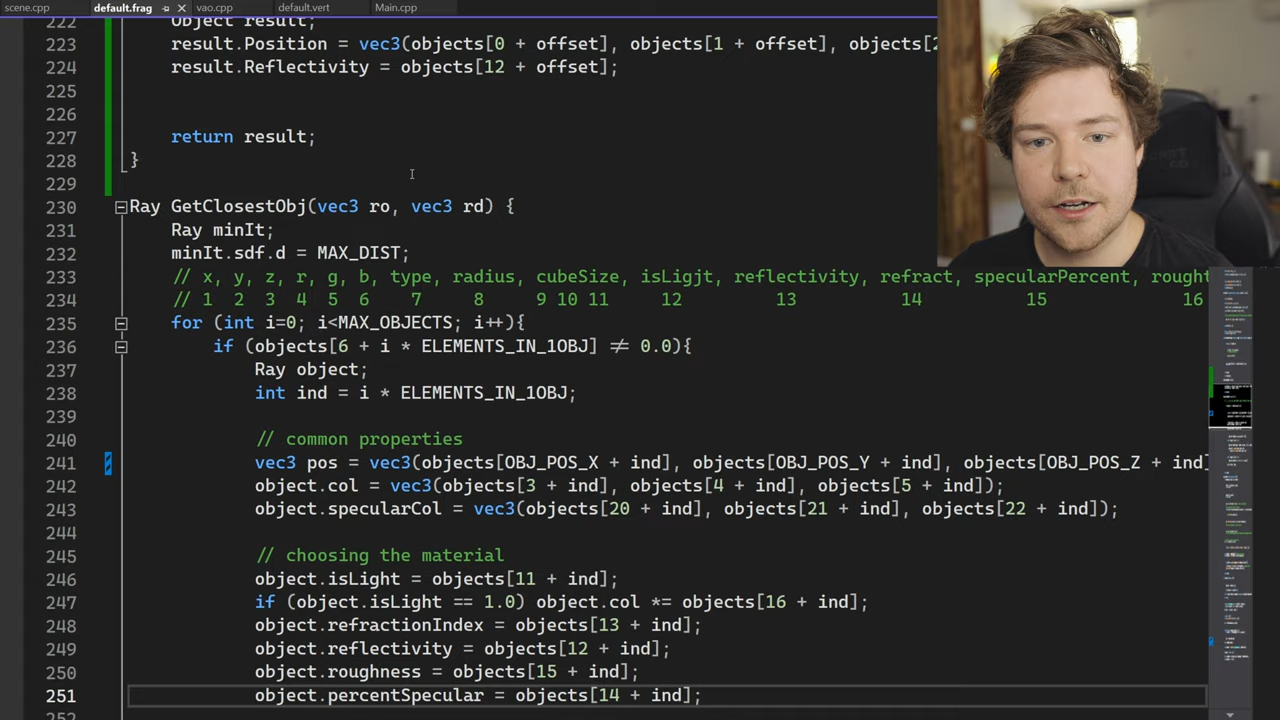 scene.cpp default.frag vao.cpp default.vert Main.cpp
222 Object result;
223 result.Position = vec3(objects[0 + offset], objects[1 + offset], objects[2
224 result.Reflectivity = objects[12 + offset];
225
226
227 return result;
228 }
229
230 Ray GetClosestObj(vec3 ro, vec3 rd) {
231 Ray minIt;
232 minIt.sdf.d = MAX_DIST;
233 // x, y, z, r, g, b, type, radius, cubeSize, isLigjt, reflectivity, refract, specularPercent, rought
234 // 1 2 3 4 5 6 7 8 9 10 11 12 13 14 15 16
235 for (int i=0; i<MAX_OBJECTS; i++){
236 if (objects[6 + i * ELEMENTS_IN_1OBJ] ≠ 0.0){
237 Ray object;
238 int ind = i * ELEMENTS_IN_1OBJ;
239
240 // common properties
241 vec3 pos = vec3(objects[OBJ_POS_X + ind], objects[OBJ_POS_Y + ind], objects[OBJ_POS_Z + ind]
242 object.col = vec3(objects[3 + ind], objects[4 + ind], objects[5 + ind]);
243 object.specularCol = vec3(objects[20 + ind], objects[21 + ind], objects[22 + ind]);
244
245 // choosing the material
246 object.isLight = objects[11 + ind];
247 if (object.isLight == 1.0) object.col *= objects[16 + ind];
248 object.refractionIndex = objects[13 + ind];
249 object.reflectivity = objects[12 + ind];
250 object.roughness = objects[15 + ind];
251 object.percentSpecular = objects[14 + ind];
252